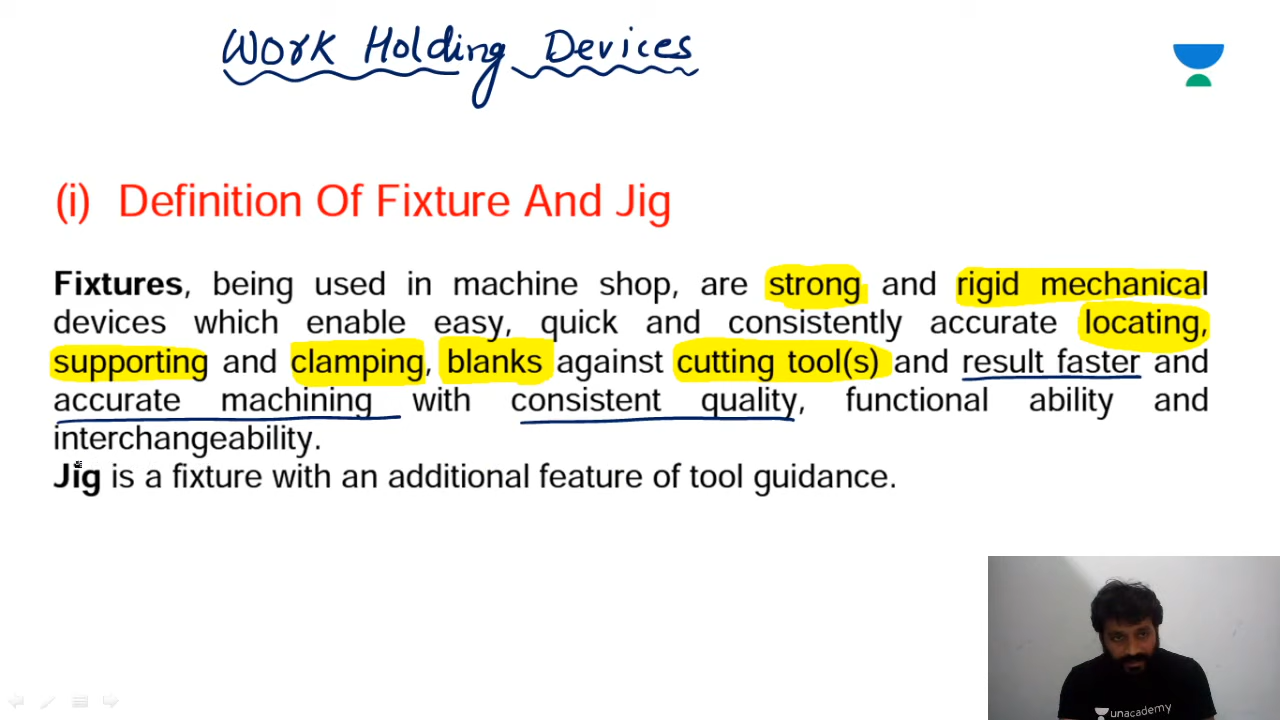 Work Holding Devices
(i) Definition Of Fixture And Jig
Fixtures, being used in machine shop, are strong and rigid mechanical
devices which enable easy, quick and consistently accurate locating,
supporting and clamping, blanks against cutting tool(s) and result faster and
accurate machining with consistent quality, functional ability and
interchangeability.
Jig is a fixture with an additional feature of tool guidance.
unacademy